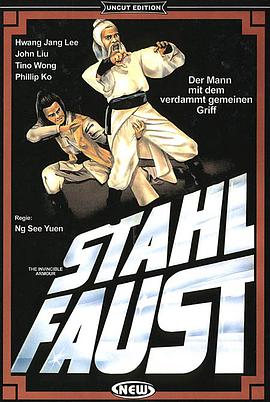 UNCUT EDITION
Hwang Jang Lee
John Liu
Tino Wong
Phillip Ko
Der Mann
mit dem
verdammt gemeinen
Griff
Regie:
Ng See Yuen
THE INVINCIBLE
ARMOUR
STAHL
FAUST
NEW